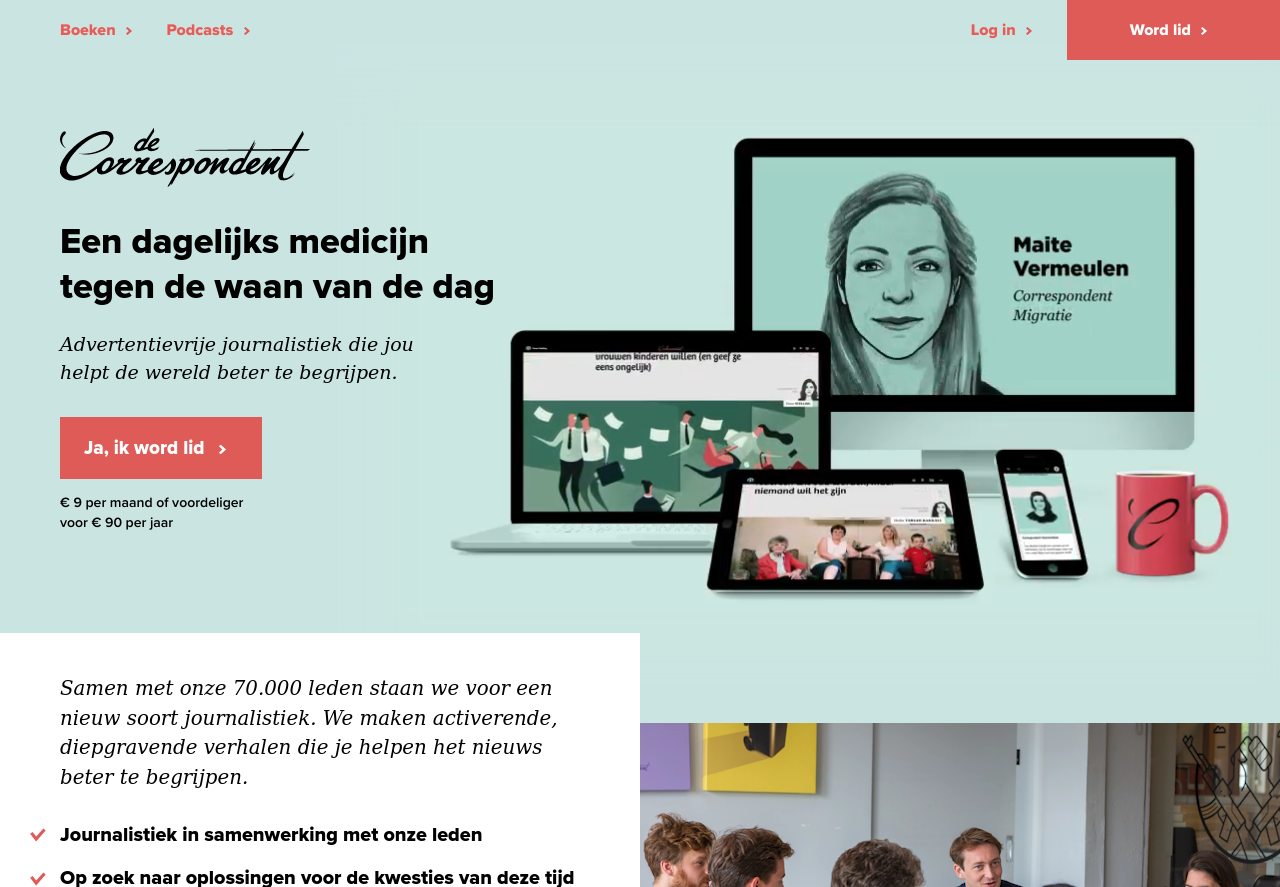 Boeken
Podcasts
Log in
Word lid
de
Correspondent
Een dagelijks medicijn
tegen de waan van de dag
Advertentievrije journalistiek die jou
helpt de wereld beter te begrijpen.
Ja, ik word lid
€ 9 per maand of voordeliger
voor € 90 per jaar
Maite
Vermeulen
Correspondent
Migratie
vrouwen kinderen willen (en geef ze
eens ongelijk)
niemand wil het zijn
Samen met onze 70.000 leden staan we voor een
nieuw soort journalistiek. We maken activerende,
diepgravende verhalen die je helpen het nieuws
beter te begrijpen.
Journalistiek in samenwerking met onze leden
Op zoek naar oplossingen voor de kwesties van deze tijd